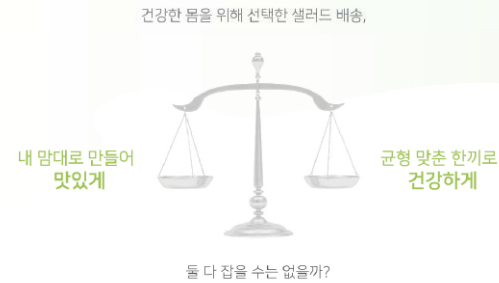 건강한 몸을 위해 선택한 샐러드 배송,
내 맘대로 만들어
맛있게
균형 맞춘 한끼로
건강하게
둘 다 잡을 수는 없을까?